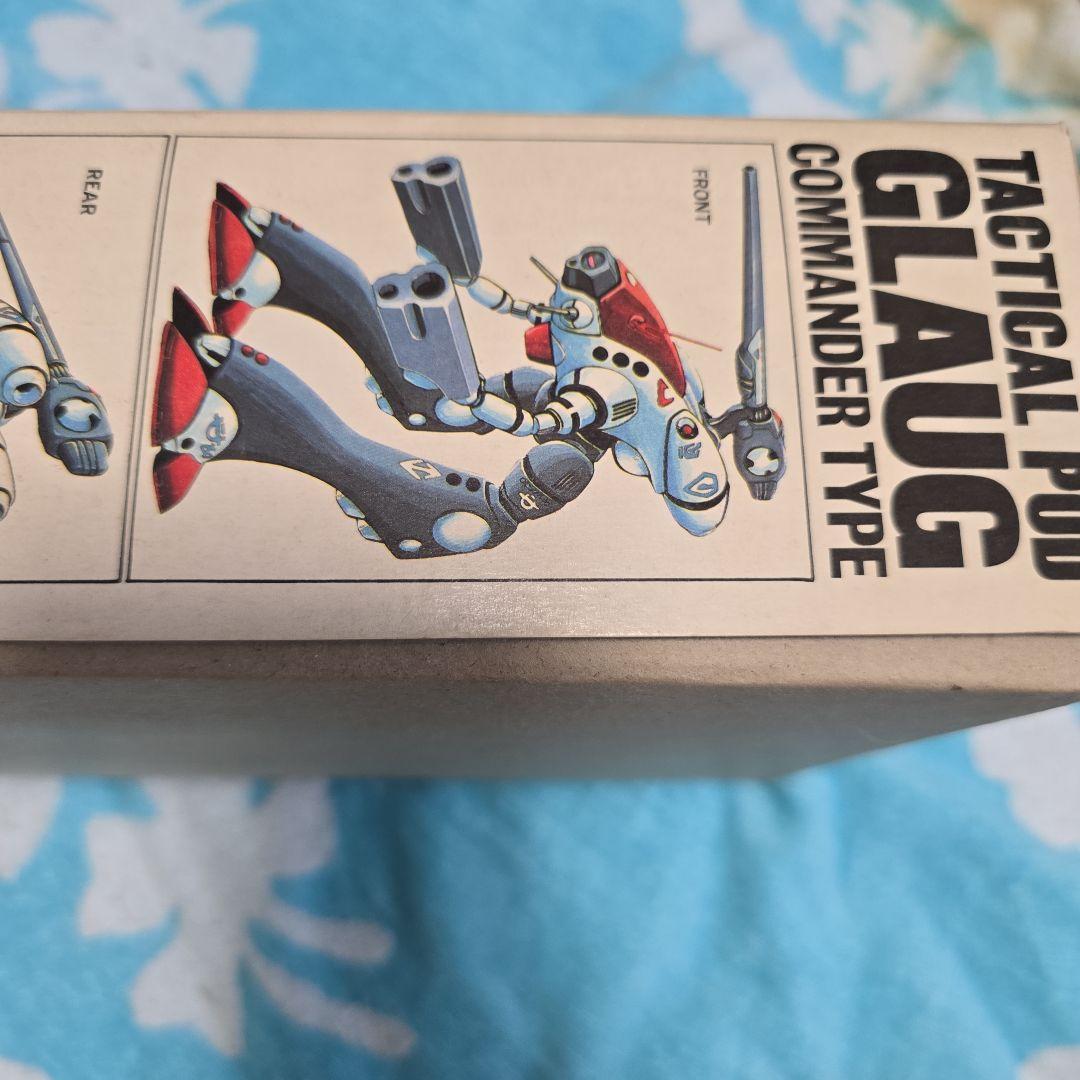 TACTICAL POD
GLAUG
COMMANDER TYPE
FRONT
REAR